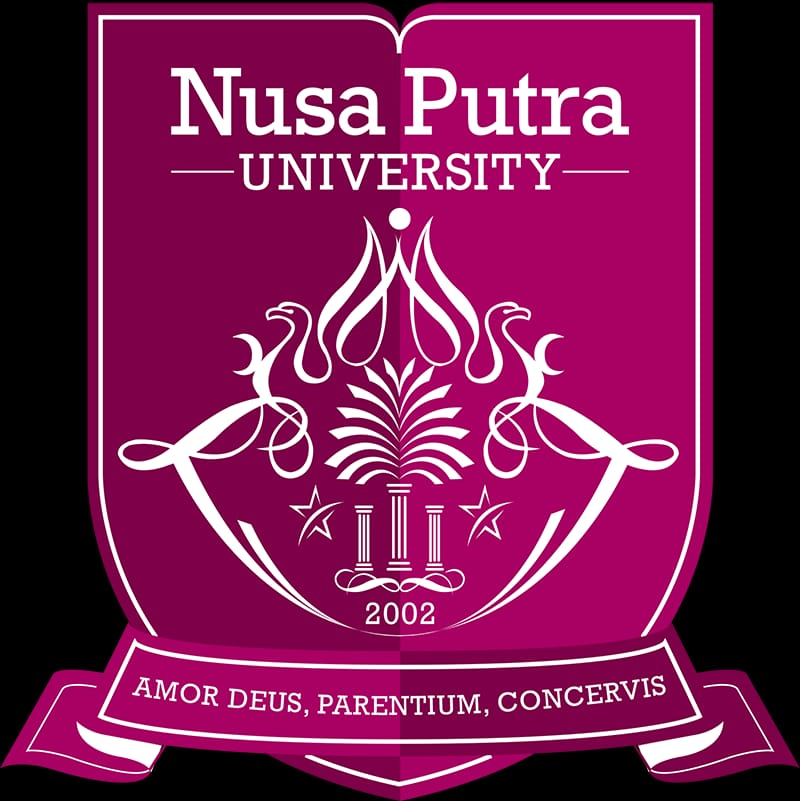 Nusa Putra
UNIVERSITY
2002
AMOR DEUS, PARENTIUM, CONCERVIS